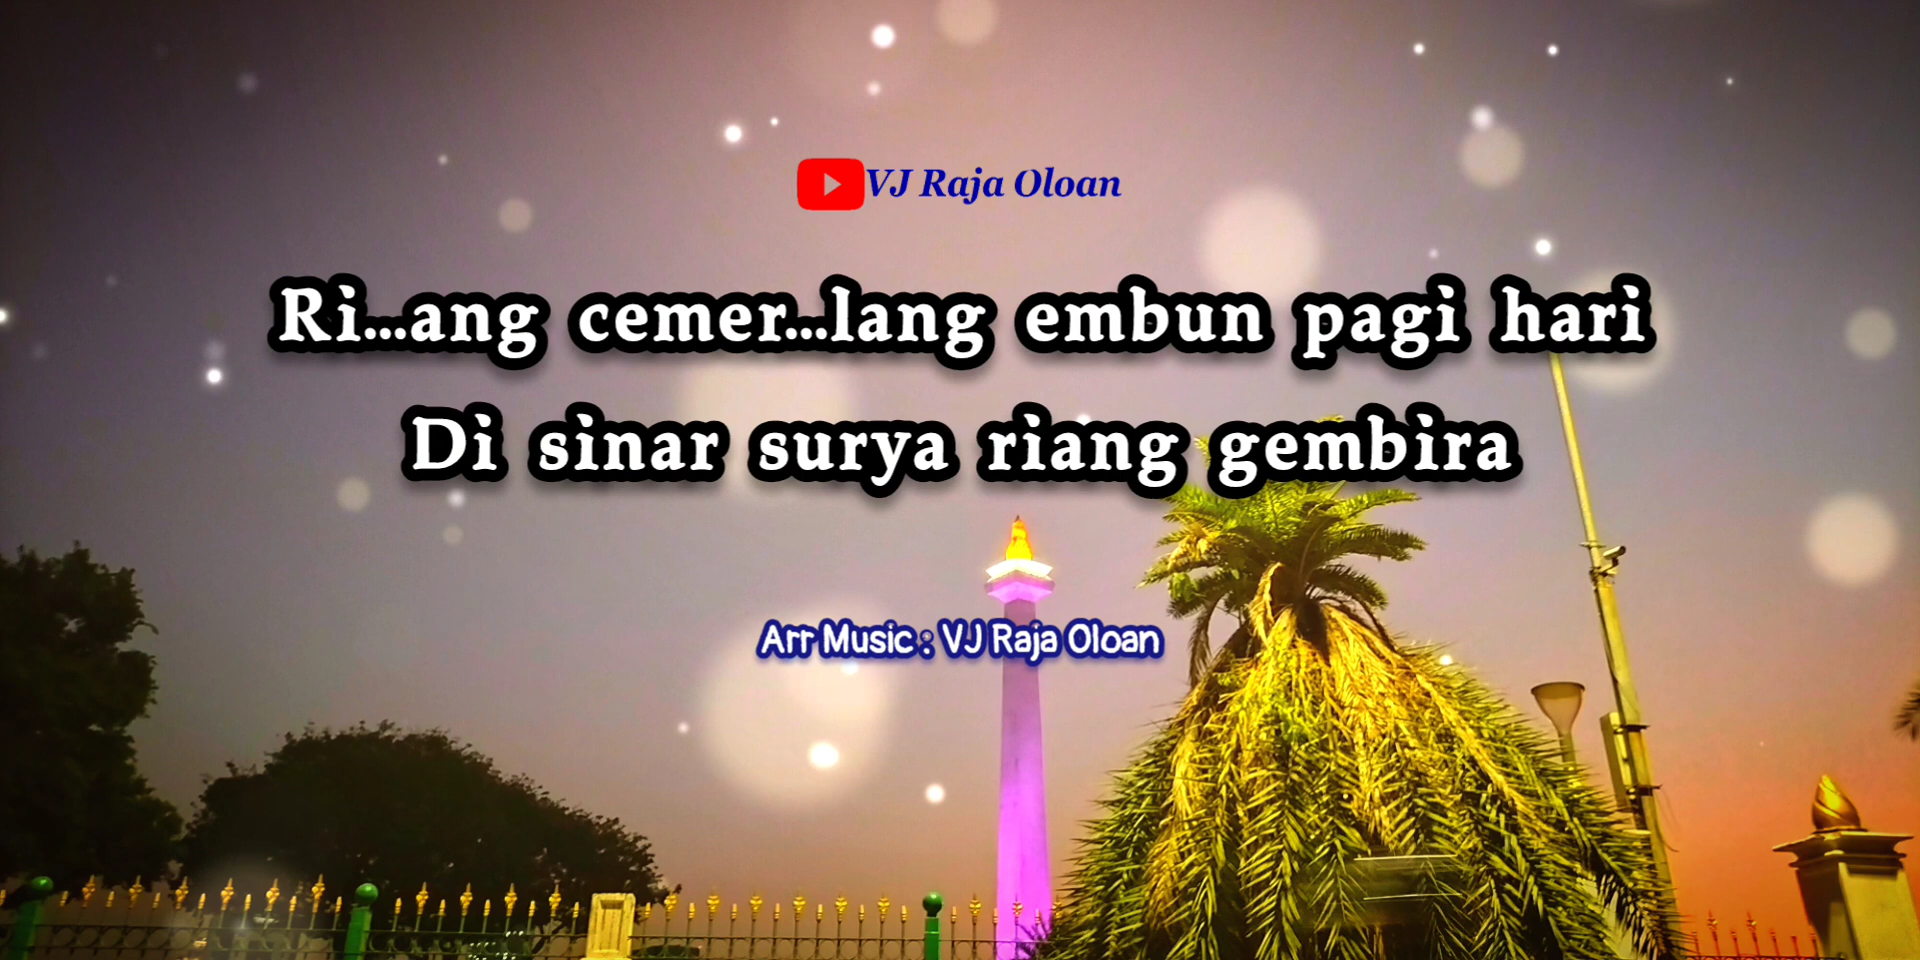 VJ Raja Oloan
Ri...ang cemer...lang embun pagi hari
Di sinar surya riang gembira
Arr Music : VJ Raja Oloan